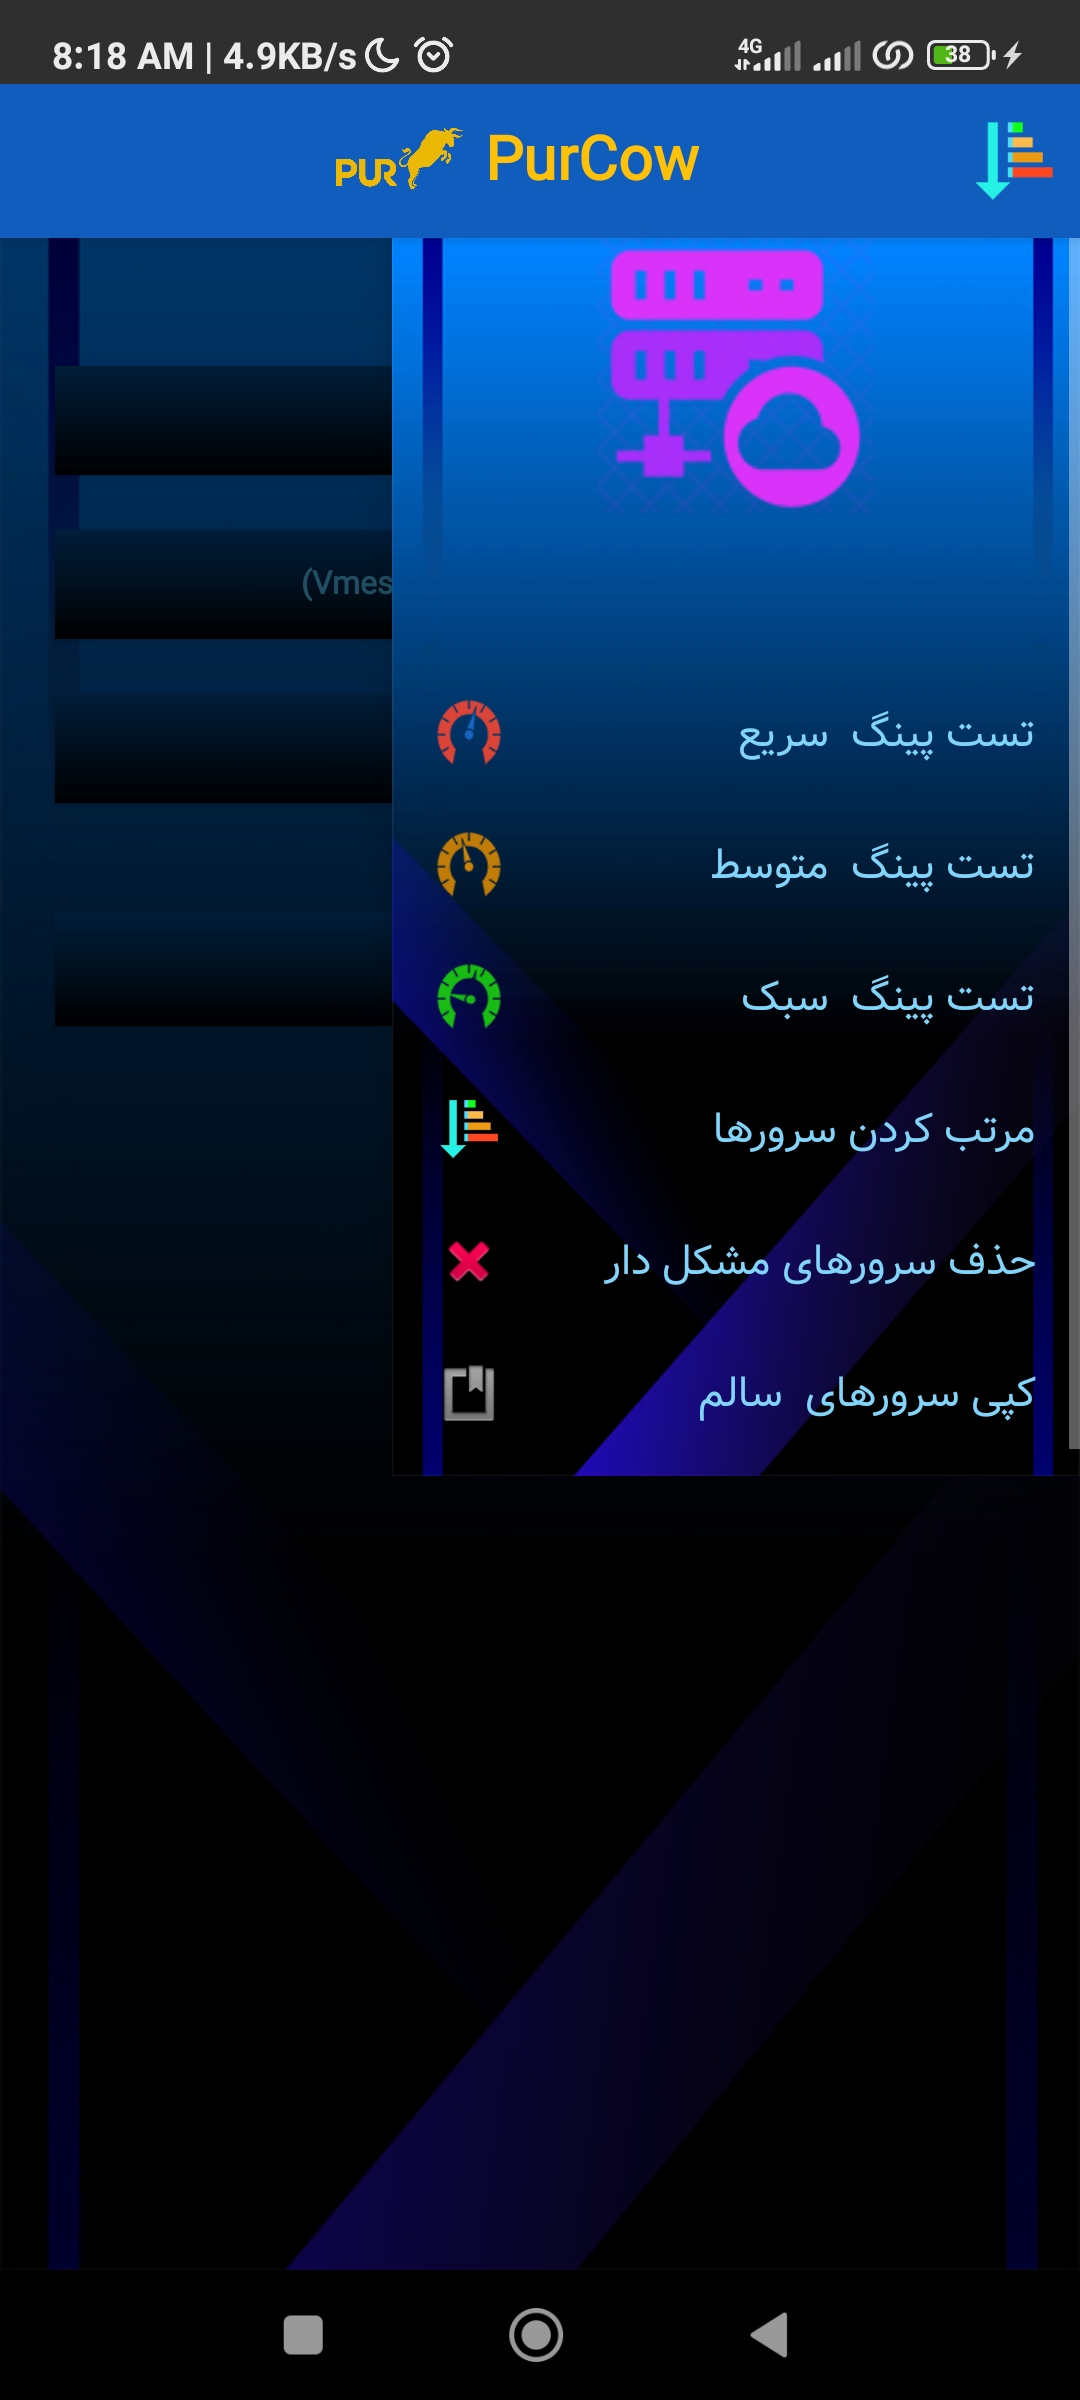 8:18 AM | 4.9KB/s
4G
38
PUR PurCow
(Vmes
تست پینگ سریع
تست پینگ متوسط
تست پینگ سبک
مرتب کردن سرورها
حذف سرورهای مشکل دار
کپی سرورهای سالم